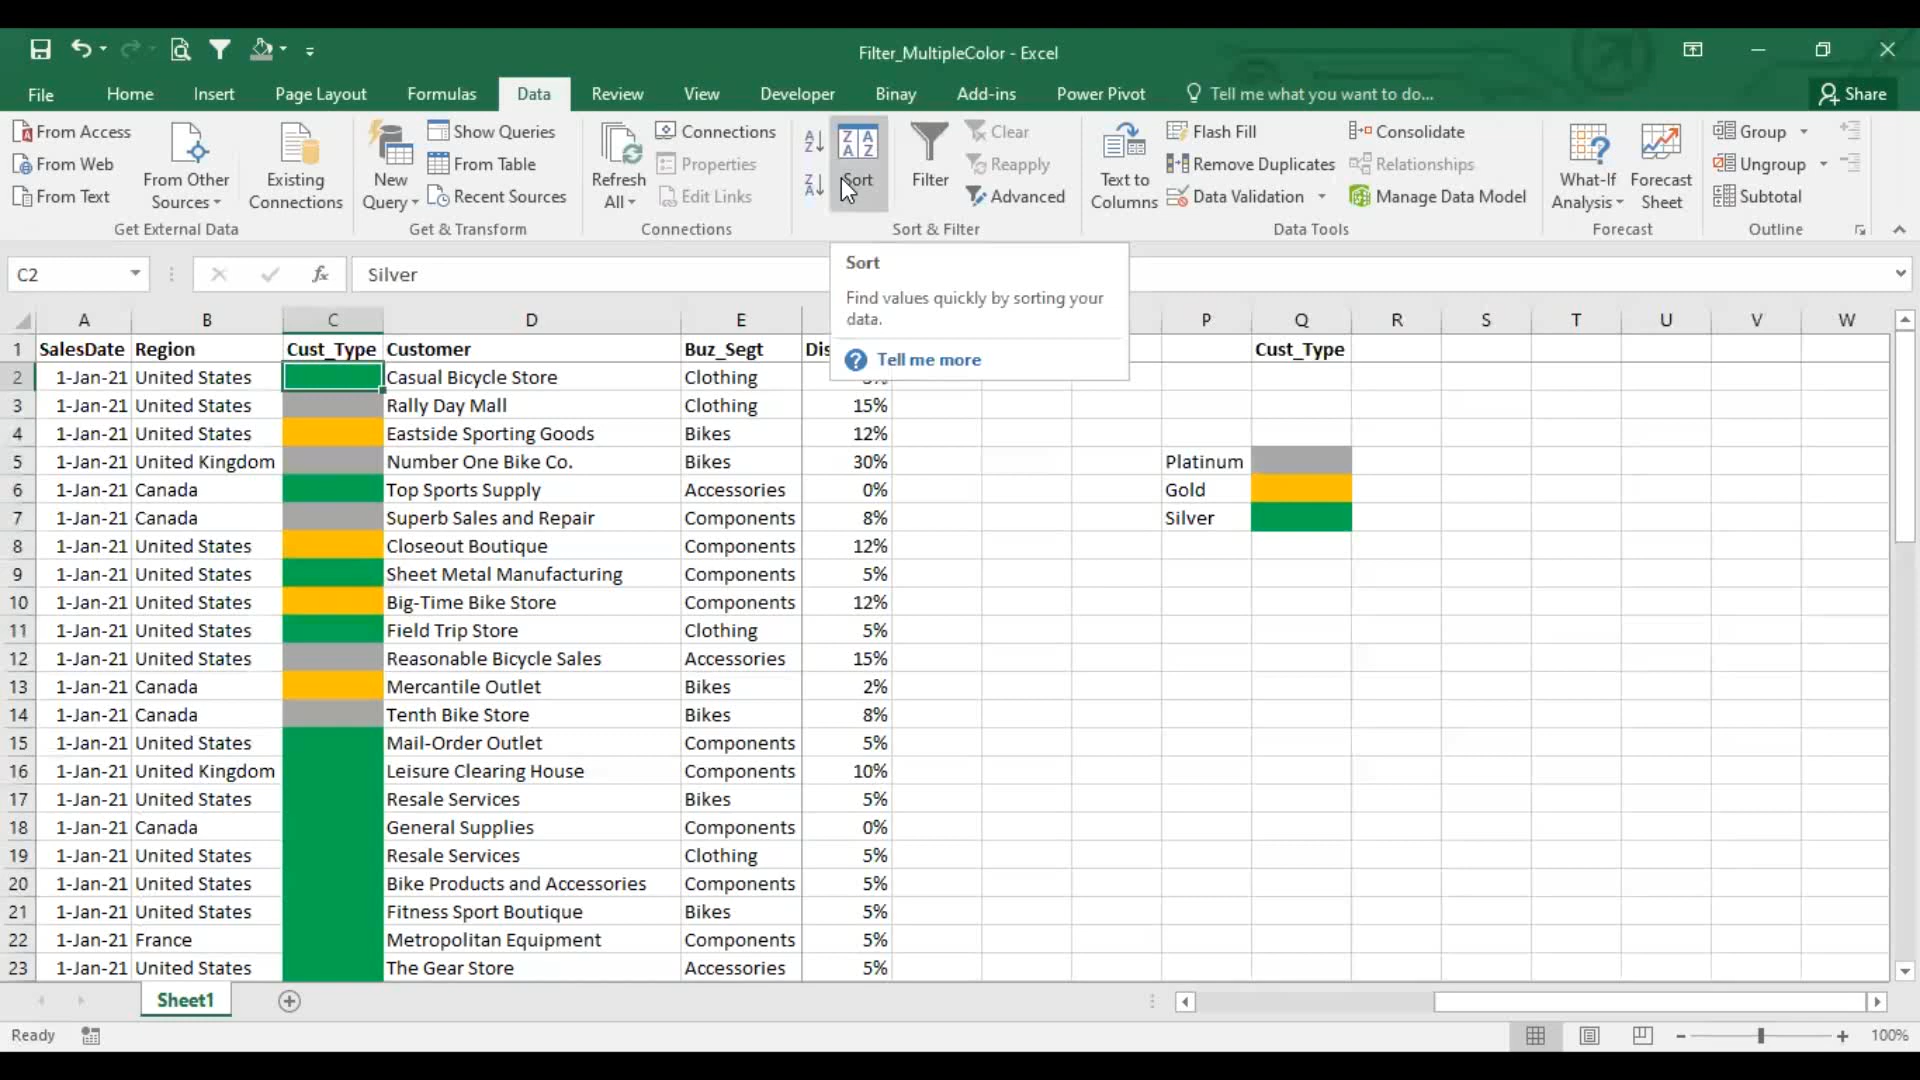 Filter_MultipleColor - Excel
File Home Insert Page Layout Formulas Data Review View Developer Binay Add-ins Power Pivot Tell me what you want to do... Share
From Access
From Web
From Text
From Other
Sources
Existing
Connections
Get External Data
New
Query
Show Queries
From Table
Recent Sources
Get & Transform
Refresh
All
Connections
Properties
Edit Links
Connections
Sort
Filter
Clear
Reapply
Advanced
Sort & Filter
Text to
Columns
Flash Fill
Remove Duplicates
Data Validation
Consolidate
Relationships
Manage Data Model
Data Tools
What-If
Analysis
Forecast
Sheet
Forecast
Group
Ungroup
Subtotal
Outline
C2 fx Silver
Sort
Find values quickly by sorting your
data.
? Tell me more
A B C D E P Q R S T U V W
1 SalesDate Region Cust_Type Customer Buz_Segt Dis Cust_Type
2 1-Jan-21 United States Casual Bicycle Store Clothing
3 1-Jan-21 United States Rally Day Mall Clothing 15%
4 1-Jan-21 United States Eastside Sporting Goods Bikes 12%
5 1-Jan-21 United Kingdom Number One Bike Co. Bikes 30% Platinum
6 1-Jan-21 Canada Top Sports Supply Accessories 0% Gold
7 1-Jan-21 Canada Superb Sales and Repair Components 8% Silver
8 1-Jan-21 United States Closeout Boutique Components 12%
9 1-Jan-21 United States Sheet Metal Manufacturing Components 5%
10 1-Jan-21 United States Big-Time Bike Store Components 12%
11 1-Jan-21 United States Field Trip Store Clothing 5%
12 1-Jan-21 United States Reasonable Bicycle Sales Accessories 15%
13 1-Jan-21 Canada Mercantile Outlet Bikes 2%
14 1-Jan-21 Canada Tenth Bike Store Bikes 8%
15 1-Jan-21 United States Mail-Order Outlet Components 5%
16 1-Jan-21 United Kingdom Leisure Clearing House Components 10%
17 1-Jan-21 United States Resale Services Bikes 5%
18 1-Jan-21 Canada General Supplies Components 0%
19 1-Jan-21 United States Resale Services Clothing 5%
20 1-Jan-21 United States Bike Products and Accessories Components 5%
21 1-Jan-21 United States Fitness Sport Boutique Bikes 5%
22 1-Jan-21 France Metropolitan Equipment Components 5%
23 1-Jan-21 United States The Gear Store Accessories 5%
Sheet1
Ready 100%